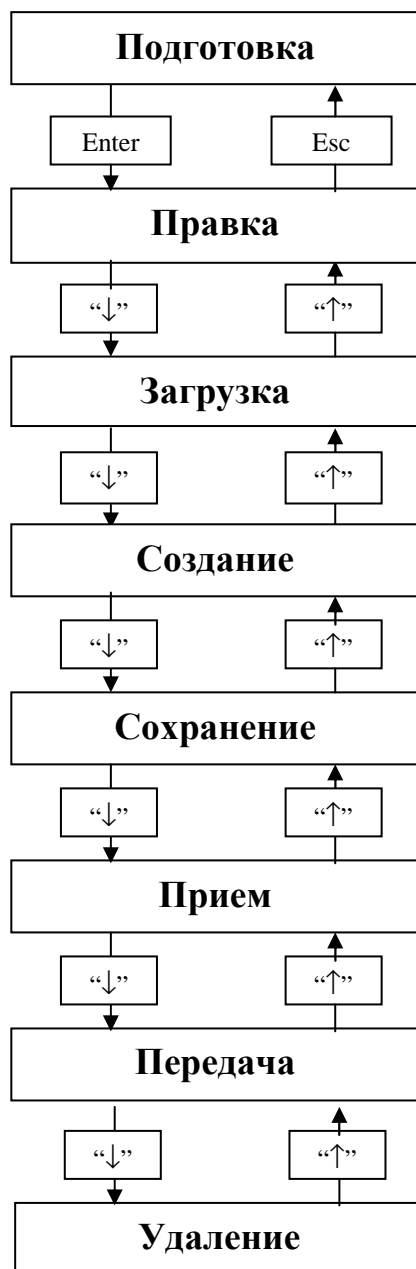 Подготовка
Enter Esc
Правка
“↓” “↑”
Загрузка
“↓” “↑”
Создание
“↓” “↑”
Сохранение
“↓” “↑”
Прием
“↓” “↑”
Передача
“↓” “↑”
Удаление